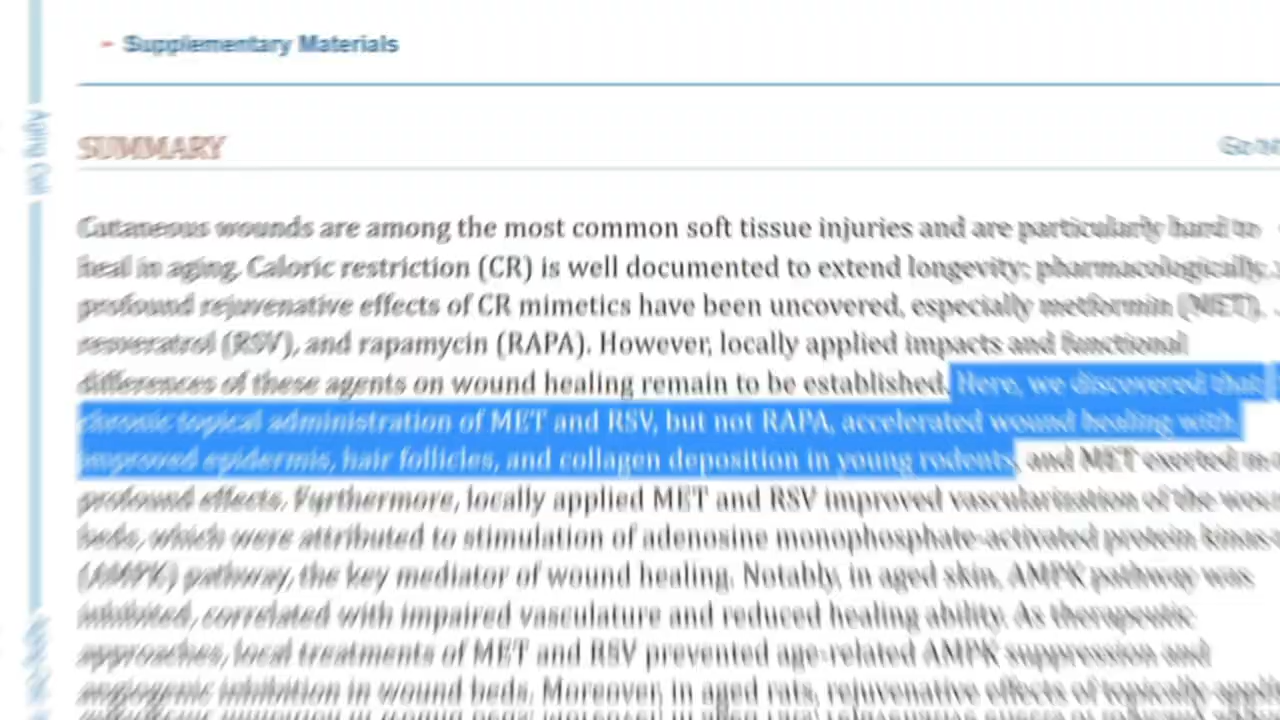 Supplementary Materials
SUMMARY
Go to
Aging Cell
Cutaneous wounds are among the most common soft tissue injuries and are particularly hard to
heal in aging. Caloric restriction (CR) is well documented to extend longevity; pharmacologically,
profound rejuvenative effects of CR mimetics have been uncovered, especially metformin (MET),
resveratrol (RSV), and rapamycin (RAPA). However, locally applied impacts and functional
differences of these agents on wound healing remain to be established. Here, we discovered that
chronic topical administration of MET and RSV, but not RAPA, accelerated wound healing with
improved epidermis, hair follicles, and collagen deposition in young rodents, and MET exerted
profound effects. Furthermore, locally applied MET and RSV improved vascularization of the
beds, which were attributed to stimulation of adenosine monophosphate-activated protein
(AMPK) pathway, the key mediator of wound healing. Notably, in aged skin, AMPK pathway was
inhibited, correlated with impaired vasculature and reduced healing ability. As therapeutic
approaches, local treatments of MET and RSV prevented age-related AMPK suppression and
angiogenic inhibition in wound beds. Moreover, in aged rats, rejuvenative effects of topically